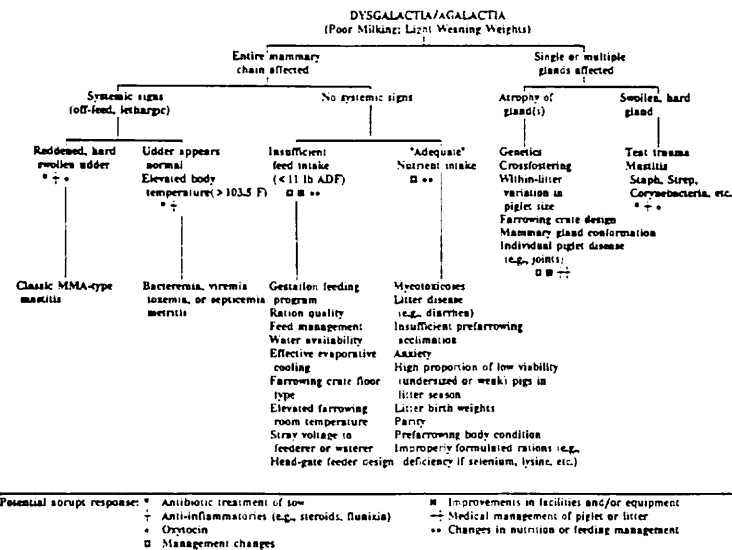 DYSGALACTIA/AGALACTIA
(Poor Milking; Light Weaning Weights)
Entire mammary
chain affected
Single or multiple
glands affected
Systemic signs
(off-feed, lethargic)
No systemic signs
Atrophy of
gland(s)
Swollen, hard
gland
Reddened, hard
swollen udder
* ┼ •
Udder appears
normal
Elevated body
temperature(>103.5 F)
* ┼
Insufficient
feed intake
(<11 lb ADF)
□ ■ ••
"Adequate"
Nutrient intake
□ ••
Genetics
Crossfostering
Within-litter
variation in
piglet size
Farrowing crate design
Mammary gland conformation
Individual piglet disease
(e.g., joints)
□ ■ ┼┼
Teat trauma
Mastitis
Staph, Strep,
Corynebacteria, etc.
* ┼ •
Classic MMA-type
mastitis
Bacteremia, viremia
toxemia, or septicemia
metritis
Gestation feeding
program
Ration quality
Feed management
Water availability
Effective evaporative
cooling
Farrowing crate floor
type
Elevated farrowing
room temperature
Stray voltage to
feeder or waterer
Head-gate feeder design
Mycotoxicoses
Litter disease
(e.g., diarrhea)
Insufficient prefarrowing
acclimation
Anxiety
High proportion of low viability
(undersized or weak) pigs in
litter season
Litter birth weights
Parity
Prefarrowing body condition
Improperly formulated rations (e.g.,
deficiency if selenium, lysine, etc.)
Potential abrupt response: * Antibiotic treatment of sow
┼ Anti-inflammatories (e.g., steroids, flunixin)
• Oxytocin
□ Management changes
■ Improvements in facilities and/or equipment
┼┼ Medical management of piglet or litter
•• Changes in nutrition or feeding management